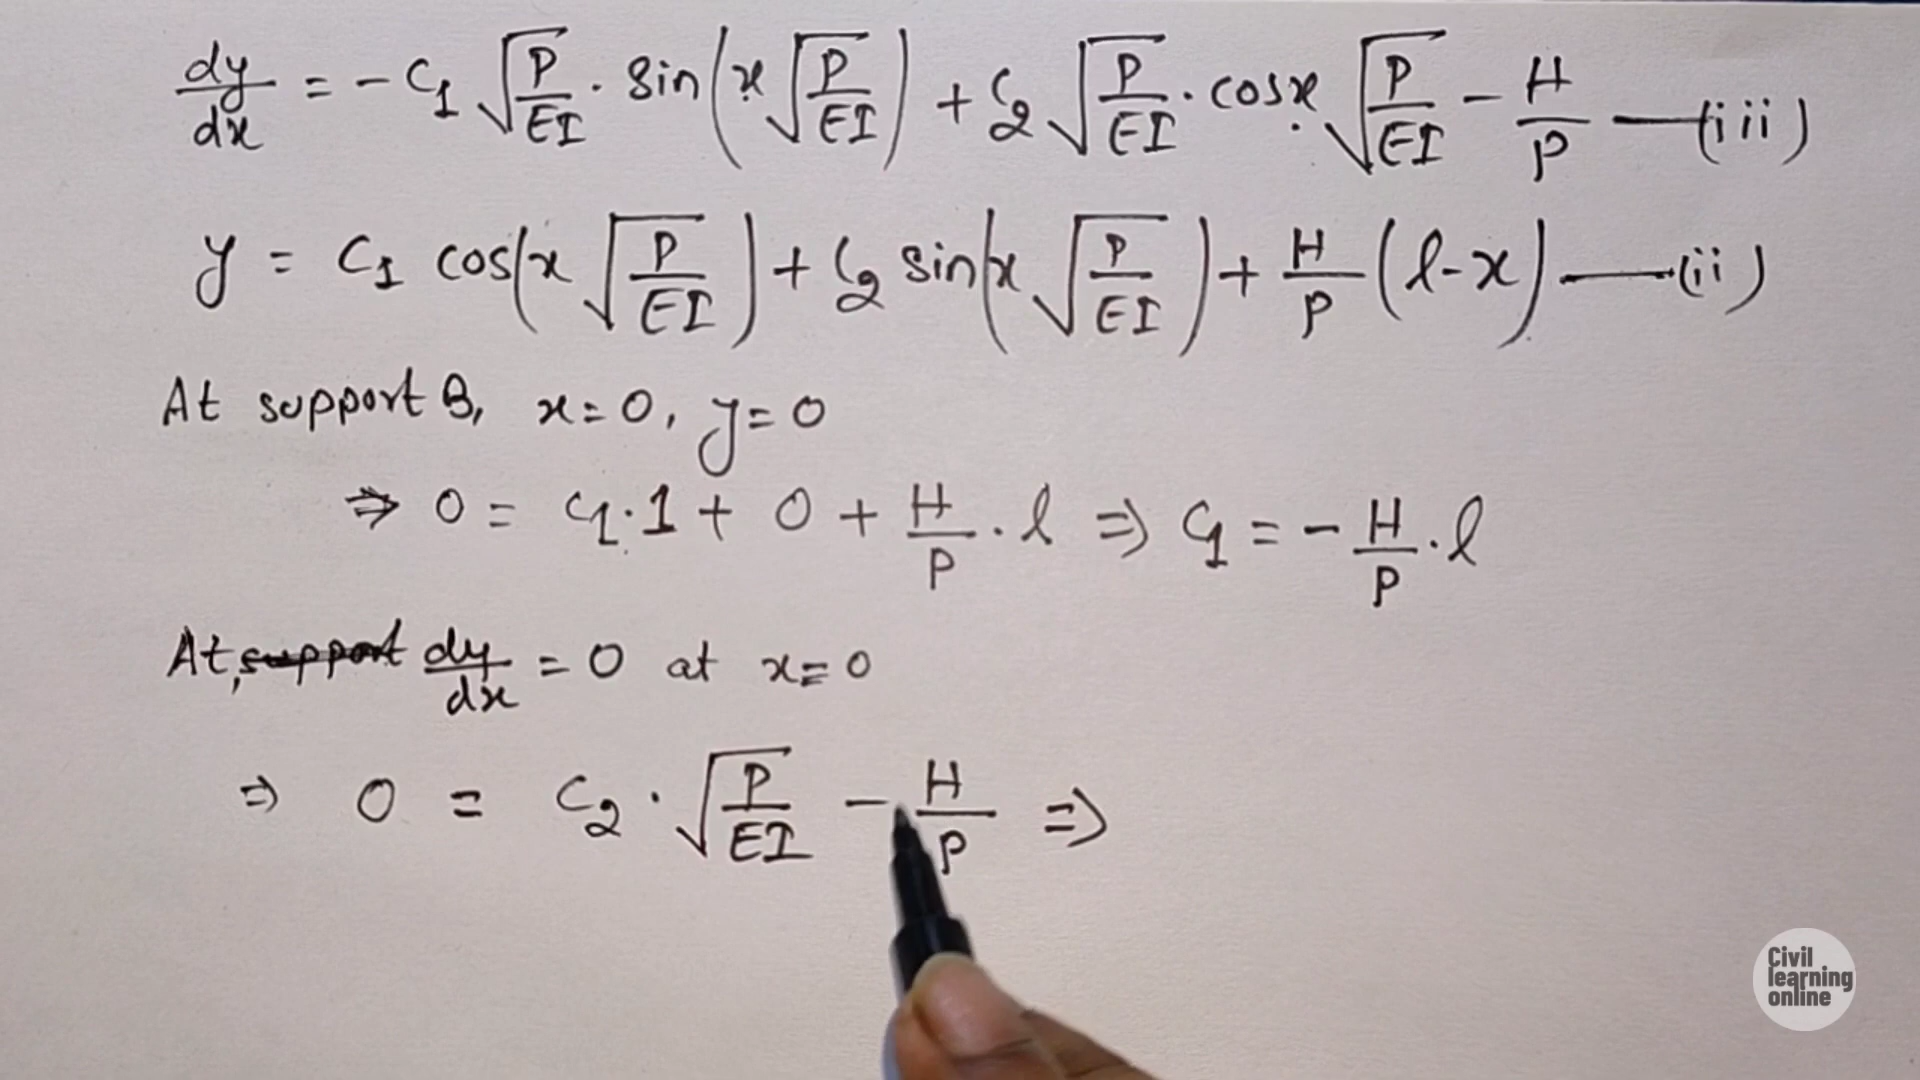 dy/dx = -C1 √(P/EI) · sin(x√(P/EI)) + C2 √(P/EI) · cosx √(P/EI) - H/P —(iii)
y = C1 cos(x √(P/EI)) + C2 sin(x √(P/EI)) + H/P (l-x) —(ii)
At support B, x=0, y=0
⇒ 0 = C1·1 + 0 + H/P · l ⇒ C1 = - H/P · l
At, support dy/dx = 0 at x=0
⇒ 0 = C2 · √(P/EI) - H/P ⇒
Civil
learning
online